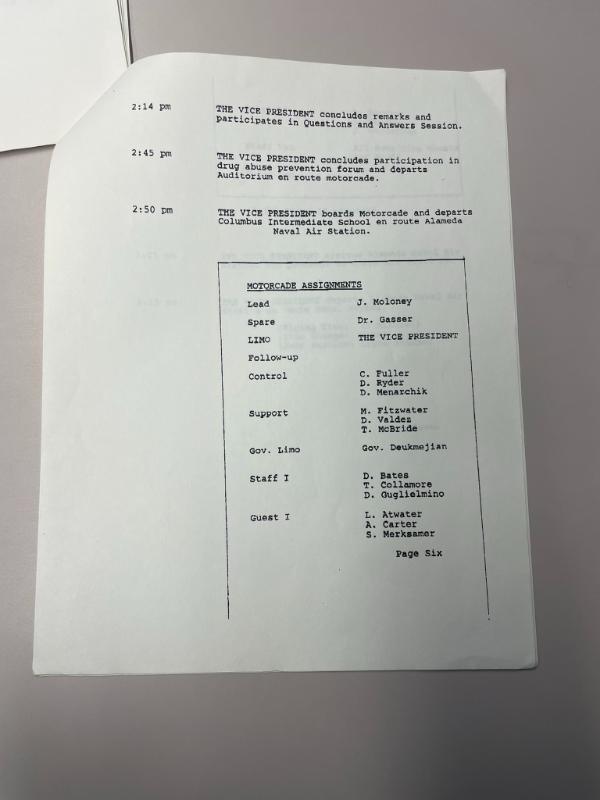 2:14 pm THE VICE PRESIDENT concludes remarks and
participates in Questions and Answers Session.
2:45 pm THE VICE PRESIDENT concludes participation in
drug abuse prevention forum and departs
Auditorium en route motorcade.
2:50 pm THE VICE PRESIDENT boards Motorcade and departs
Columbus Intermediate School en route Alameda
Naval Air Station.
MOTORCADE ASSIGNMENTS
Lead J. Moloney
Spare Dr. Gasser
LIMO THE VICE PRESIDENT
Follow-up
Control C. Fuller
D. Ryder
D. Menarchik
Support M. Fitzwater
D. Valdez
T. McBride
Gov. Limo Gov. Deukmejian
Staff I D. Bates
T. Collamore
D. Guglielmino
Guest I L. Atwater
A. Carter
S. Merksamer
Page Six